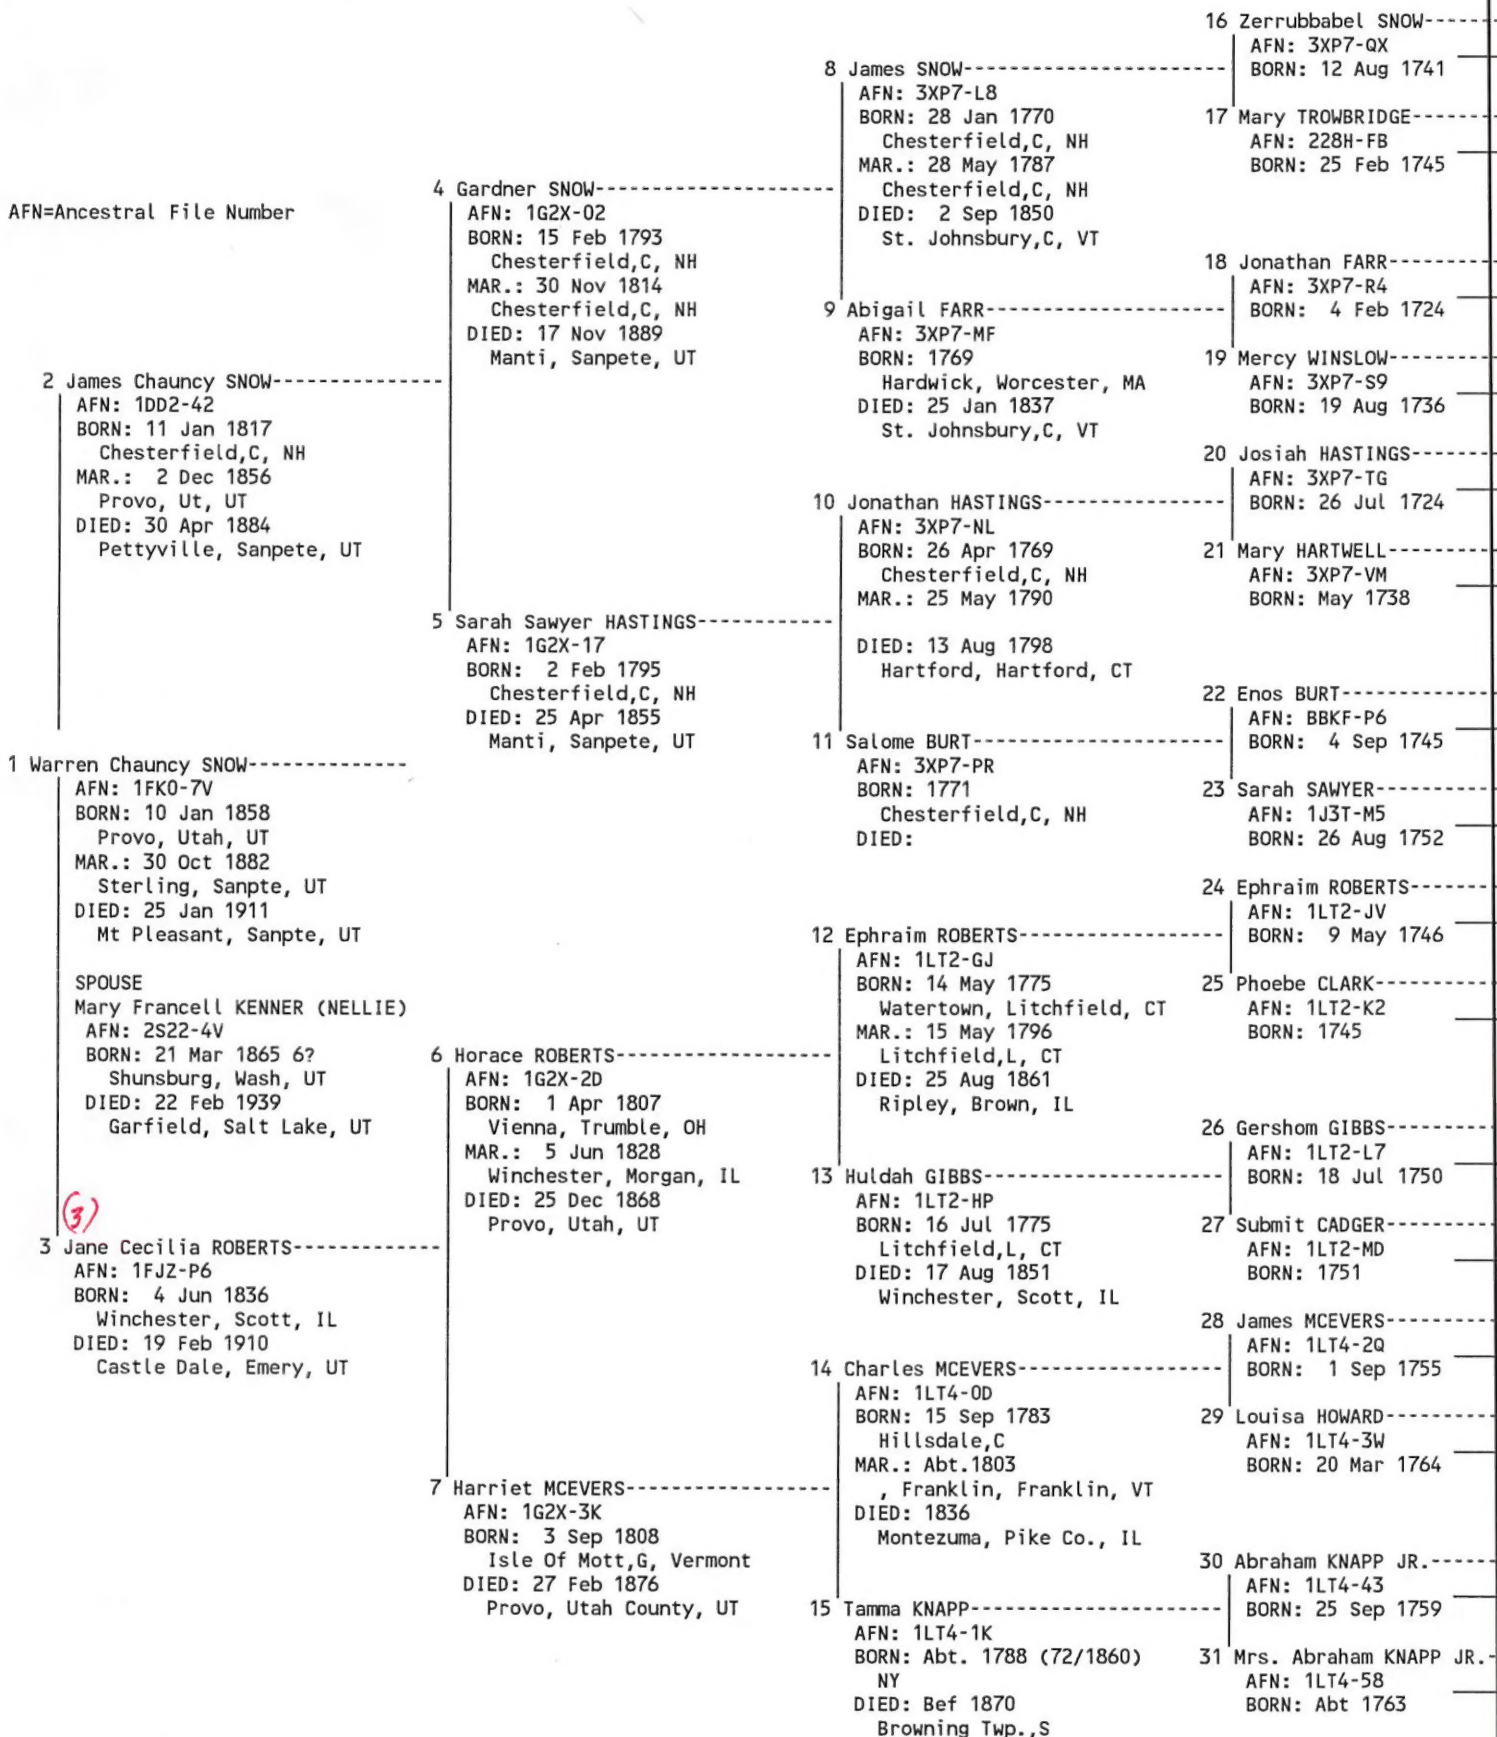 AFN=Ancestral File Number
1 Warren Chauncy SNOW-------------
AFN: 1FK0-7V
BORN: 10 Jan 1858
Provo, Utah, UT
MAR.: 30 Oct 1882
Sterling, Sanpte, UT
DIED: 25 Jan 1911
Mt Pleasant, Sanpte, UT
SPOUSE
Mary Francell KENNER (NELLIE)
AFN: 2S22-4V
BORN: 21 Mar 1865 6?
Shunsburg, Wash, UT
DIED: 22 Feb 1939
Garfield, Salt Lake, UT
2 James Chauncy SNOW---------------
AFN: 1DD2-42
BORN: 11 Jan 1817
Chesterfield,C, NH
MAR.: 2 Dec 1856
Provo, Ut, UT
DIED: 30 Apr 1884
Pettyville, Sanpete, UT
(3)
3 Jane Cecilia ROBERTS-------------
AFN: 1FJZ-P6
BORN: 4 Jun 1836
Winchester, Scott, IL
DIED: 19 Feb 1910
Castle Dale, Emery, UT
4 Gardner SNOW---------------------
AFN: 1G2X-02
BORN: 15 Feb 1793
Chesterfield,C, NH
MAR.: 30 Nov 1814
Chesterfield,C, NH
DIED: 17 Nov 1889
Manti, Sanpete, UT
5 Sarah Sawyer HASTINGS------------
AFN: 1G2X-17
BORN: 2 Feb 1795
Chesterfield,C, NH
DIED: 25 Apr 1855
Manti, Sanpete, UT
6 Horace ROBERTS-------------------
AFN: 1G2X-2D
BORN: 1 Apr 1807
Vienna, Trumble, OH
MAR.: 5 Jun 1828
Winchester, Morgan, IL
DIED: 25 Dec 1868
Provo, Utah, UT
7 Harriet MCEVERS------------------
AFN: 1G2X-3K
BORN: 3 Sep 1808
Isle Of Mott,G, Vermont
DIED: 27 Feb 1876
Provo, Utah County, UT
8 James SNOW-----------------------
AFN: 3XP7-L8
BORN: 28 Jan 1770
Chesterfield,C, NH
MAR.: 28 May 1787
Chesterfield,C, NH
DIED: 2 Sep 1850
St. Johnsbury,C, VT
9 Abigail FARR---------------------
AFN: 3XP7-MF
BORN: 1769
Hardwick, Worcester, MA
DIED: 25 Jan 1837
St. Johnsbury,C, VT
10 Jonathan HASTINGS----------------
AFN: 3XP7-NL
BORN: 26 Apr 1769
Chesterfield,C, NH
MAR.: 25 May 1790
DIED: 13 Aug 1798
Hartford, Hartford, CT
11 Salome BURT----------------------
AFN: 3XP7-PR
BORN: 1771
Chesterfield,C, NH
DIED:
12 Ephraim ROBERTS------------------
AFN: 1LT2-GJ
BORN: 14 May 1775
Watertown, Litchfield, CT
MAR.: 15 May 1796
Litchfield,L, CT
DIED: 25 Aug 1861
Ripley, Brown, IL
13 Huldah GIBBS---------------------
AFN: 1LT2-HP
BORN: 16 Jul 1775
Litchfield,L, CT
DIED: 17 Aug 1851
Winchester, Scott, IL
14 Charles MCEVERS------------------
AFN: 1LT4-0D
BORN: 15 Sep 1783
Hillsdale,C
MAR.: Abt.1803
, Franklin, Franklin, VT
DIED: 1836
Montezuma, Pike Co., IL
15 Tamma KNAPP----------------------
AFN: 1LT4-1K
BORN: Abt. 1788 (72/1860)
NY
DIED: Bef 1870
Browning Twp.,S
16 Zerrubbabel SNOW------
AFN: 3XP7-QX
BORN: 12 Aug 1741
17 Mary TROWBRIDGE-------
AFN: 228H-FB
BORN: 25 Feb 1745
18 Jonathan FARR---------
AFN: 3XP7-R4
BORN: 4 Feb 1724
19 Mercy WINSLOW---------
AFN: 3XP7-S9
BORN: 19 Aug 1736
20 Josiah HASTINGS-------
AFN: 3XP7-TG
BORN: 26 Jul 1724
21 Mary HARTWELL---------
AFN: 3XP7-VM
BORN: May 1738
22 Enos BURT-------------
AFN: BBKF-P6
BORN: 4 Sep 1745
23 Sarah SAWYER----------
AFN: 1J3T-M5
BORN: 26 Aug 1752
24 Ephraim ROBERTS-------
AFN: 1LT2-JV
BORN: 9 May 1746
25 Phoebe CLARK----------
AFN: 1LT2-K2
BORN: 1745
26 Gershom GIBBS---------
AFN: 1LT2-L7
BORN: 18 Jul 1750
27 Submit CADGER---------
AFN: 1LT2-MD
BORN: 1751
28 James MCEVERS---------
AFN: 1LT4-2Q
BORN: 1 Sep 1755
29 Louisa HOWARD---------
AFN: 1LT4-3W
BORN: 20 Mar 1764
30 Abraham KNAPP JR.-----
AFN: 1LT4-43
BORN: 25 Sep 1759
31 Mrs. Abraham KNAPP JR.-
AFN: 1LT4-58
BORN: Abt 1763